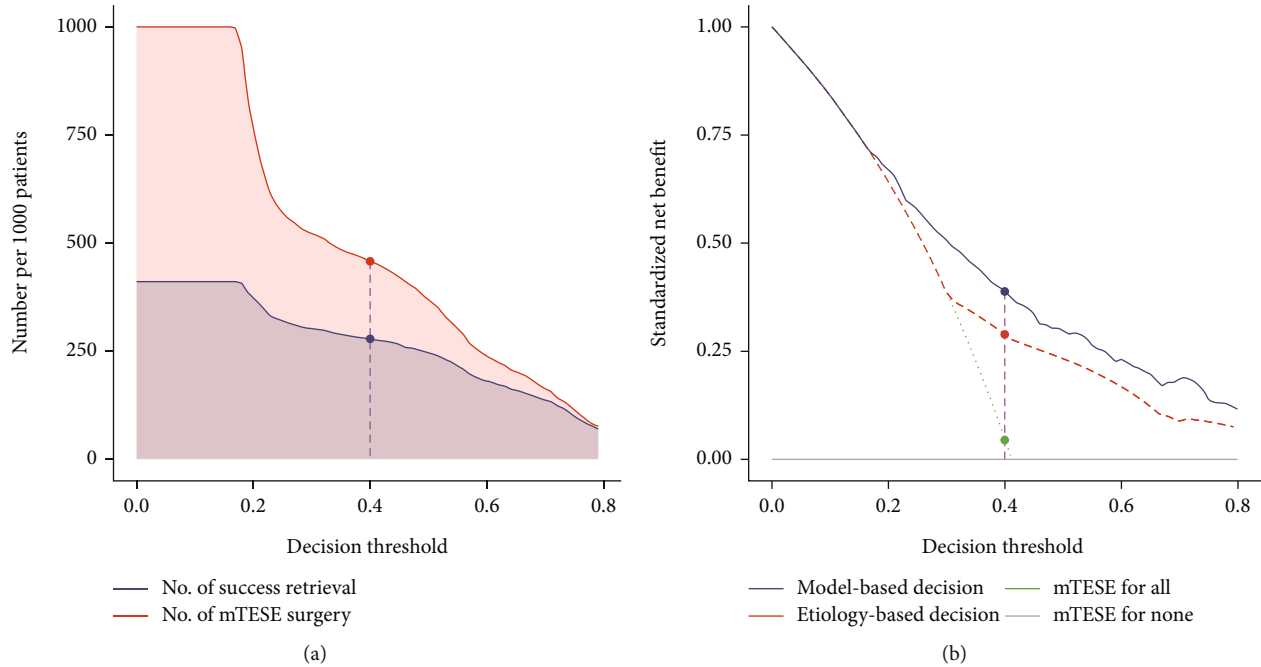 Number per 1000 patients
1000
750
500
250
0
0.0 0.2 0.4 0.6 0.8
Decision threshold
No. of success retrieval
No. of mTESE surgery
(a)
Standardized net benefit
1.00
0.75
0.50
0.25
0.00
0.0 0.2 0.4 0.6 0.8
Decision threshold
Model-based decision
Etiology-based decision
mTESE for all
mTESE for none
(b)